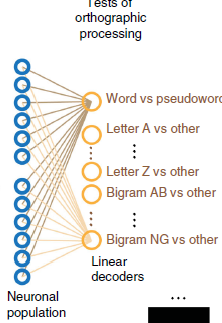 Tests of
orthographic
processing
Word vs pseudoword
Letter A vs other
Letter Z vs other
Bigram AB vs other
Bigram NG vs other
Linear
decoders
Neuronal
population
...